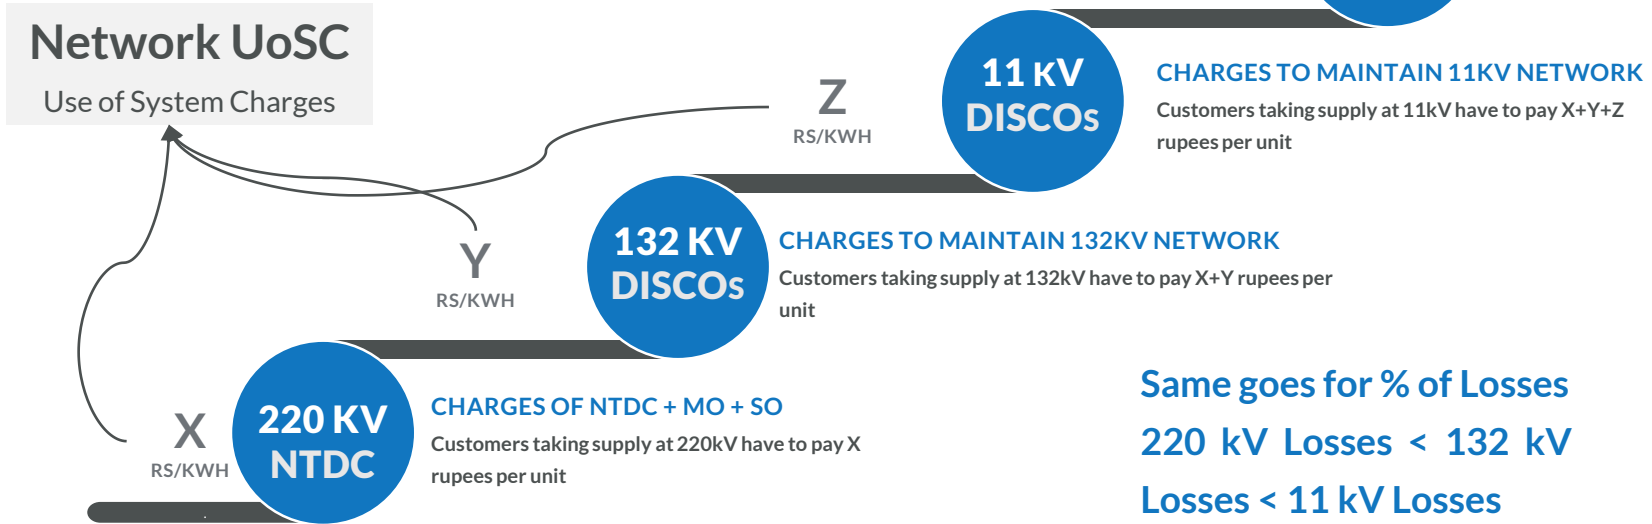 Network UoSC
Use of System Charges
Z
RS/KWH
11 KV
DISCOs
CHARGES TO MAINTAIN 11KV NETWORK
Customers taking supply at 11kV have to pay X+Y+Z
rupees per unit
Y
RS/KWH
132 KV
DISCOs
CHARGES TO MAINTAIN 132KV NETWORK
Customers taking supply at 132kV have to pay X+Y rupees per
unit
X
RS/KWH
220 KV
NTDC
CHARGES OF NTDC + MO + SO
Customers taking supply at 220kV have to pay X
rupees per unit
Same goes for % of Losses
220 kV Losses < 132 kV
Losses < 11 kV Losses